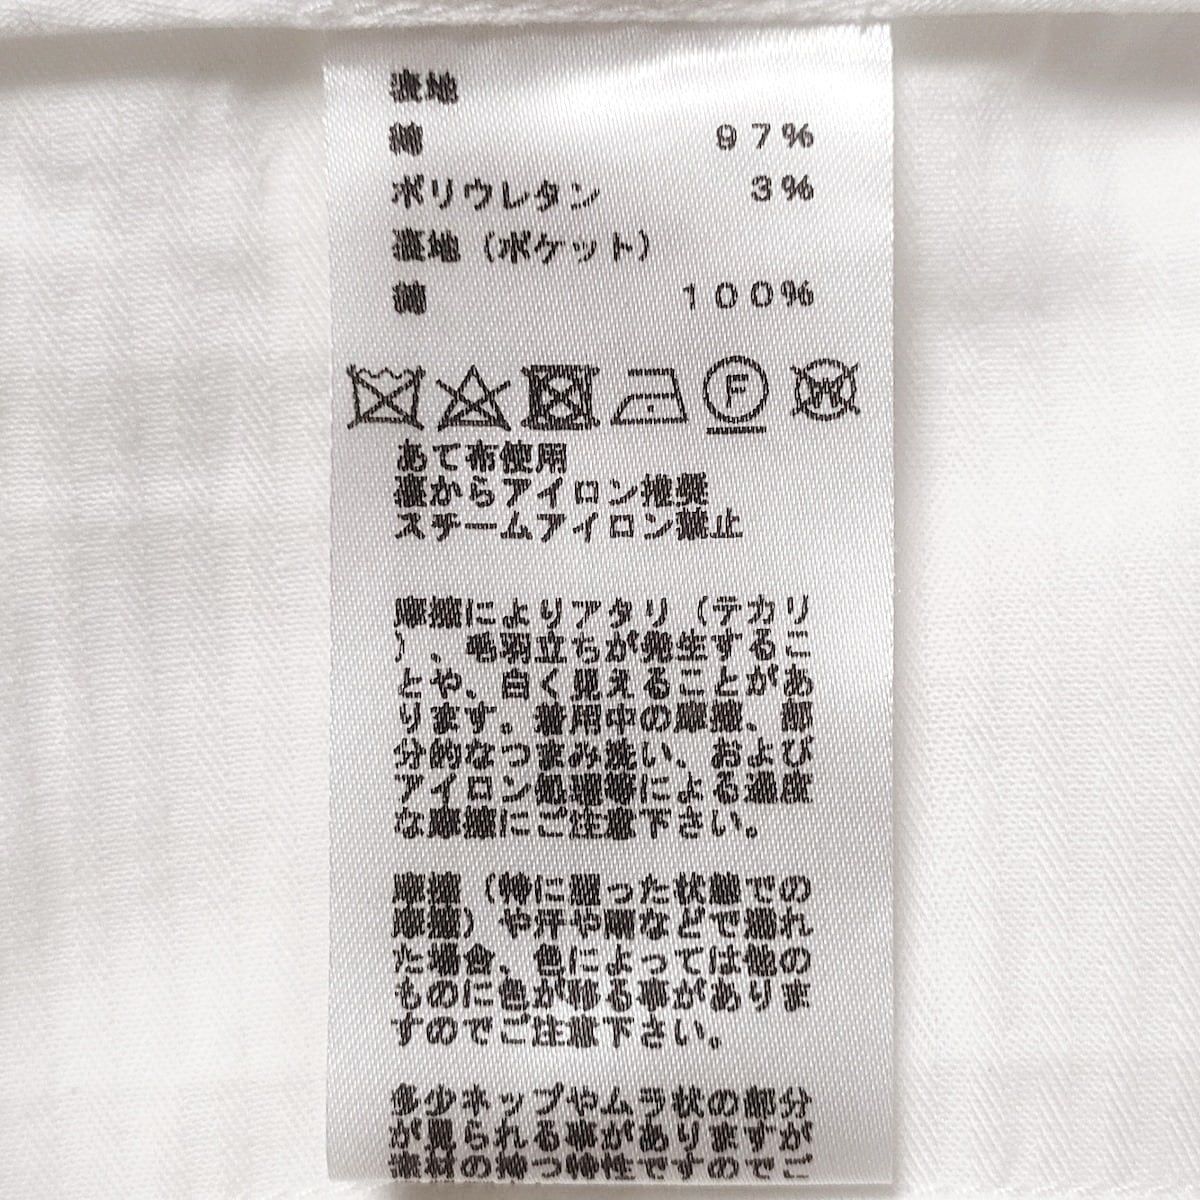 表地
綿 97%
ポリウレタン 3%
裏地（ポケット）
綿 100%
F W
あて布使用
裏からアイロン推奨
スチームアイロン禁止
摩擦によりアタリ（テカリ
）、毛羽立ちが発生するこ
とや、白く見えることがあ
ります。着用中の摩擦、部
分的なつまみ洗い、および
アイロン処理等による過度
な摩擦にご注意下さい。
摩擦（特に湿った状態での
摩擦）や汗や雨などで濡れ
た場合、色によっては他の
ものに色が移る事がありま
すのでご注意下さい。
多少ネップやムラ状の部分
が見られる事がありますが
素材の持つ特性ですのでご